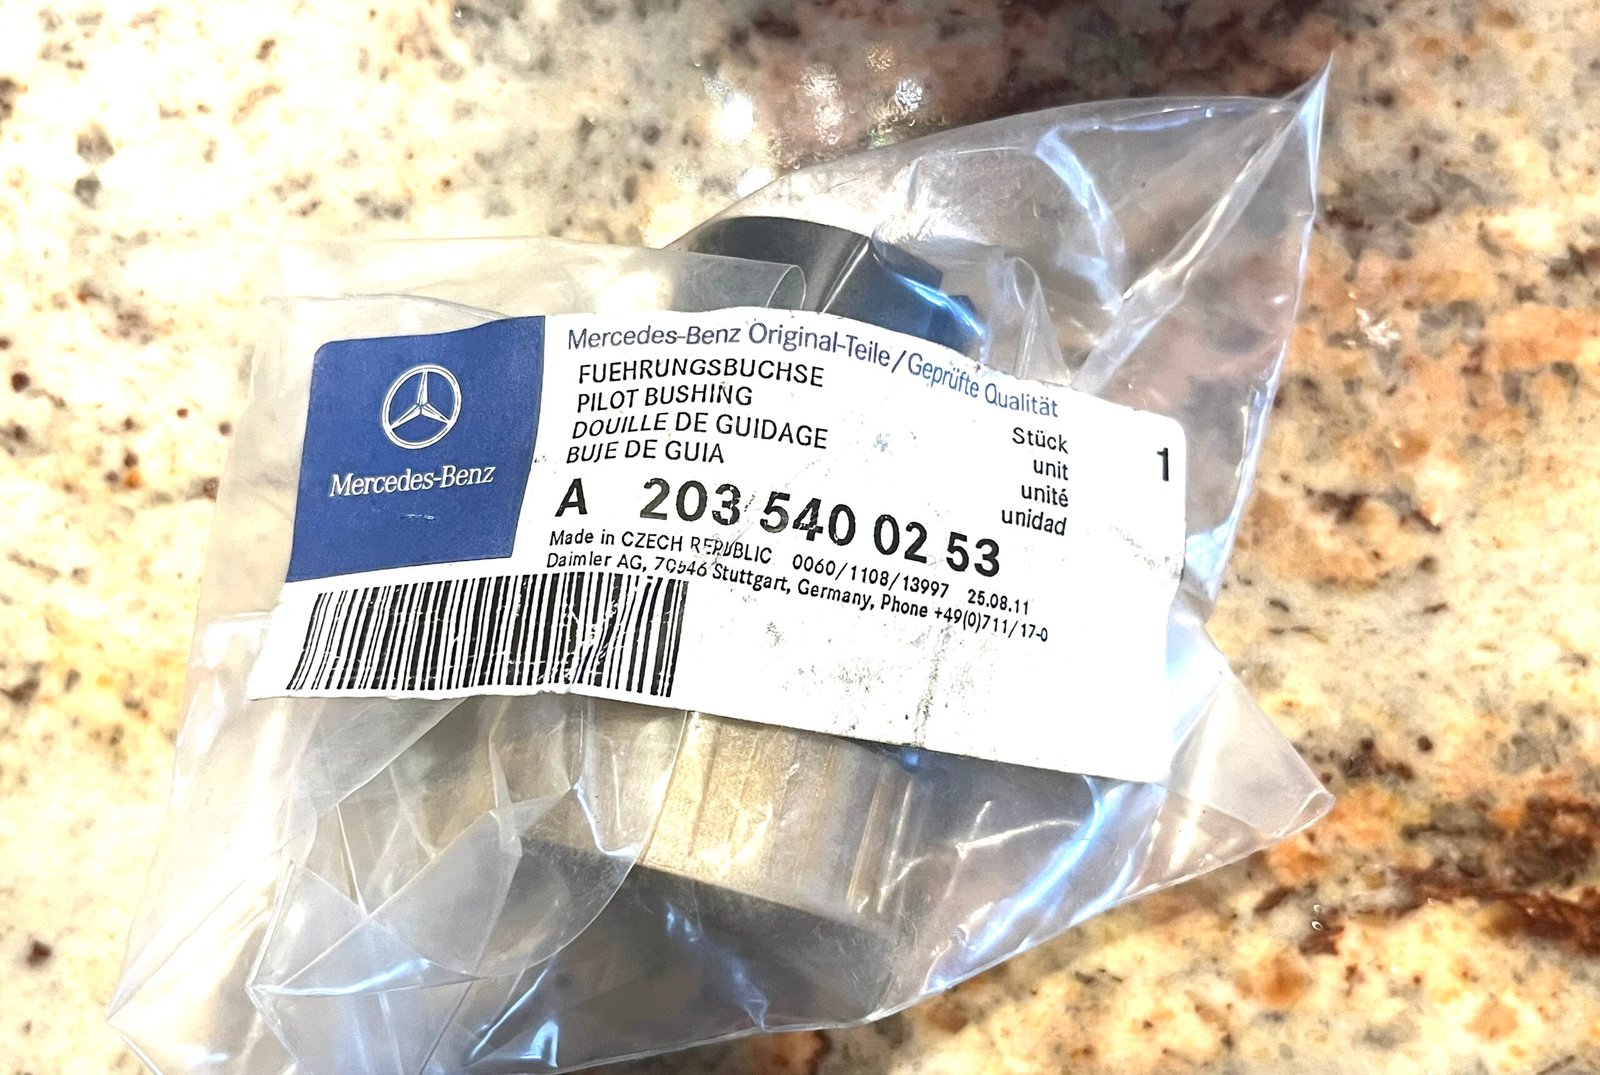 Mercedes-Benz
Mercedes-Benz Original-Teile/Geprüfte Qualität
FUEHRUNGSBUCHSE
PILOT BUSHING
DOUILLE DE GUIDAGE
BUJE DE GUIA
Stück 1
unit
unité
unidad
A 203 540 02 53
Made in CZECH REPUBLIC 0060/1108/13997 25.08.11
Daimler AG, 70546 Stuttgart, Germany, Phone +49(0)711/17-0